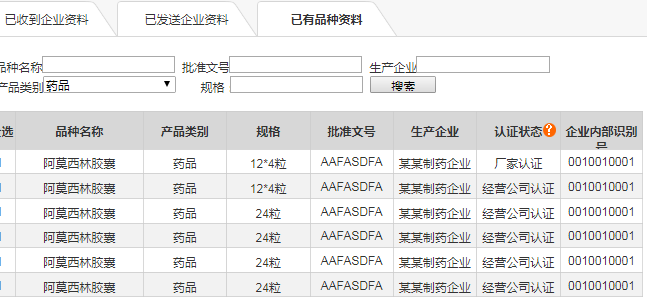 已收到企业资料 已发送企业资料 已有品种资料
品种名称 批准文号 生产企业
产品类别 药品 规格 搜索
选 品种名称 产品类别 规格 批准文号 生产企业 认证状态? 企业内部识别号
阿莫西林胶囊 药品 12*4粒 AAFASDFA 某某制药企业 厂家认证 0010010001
阿莫西林胶囊 药品 12*4粒 AAFASDFA 某某制药企业 经营公司认证 0010010001
阿莫西林胶囊 药品 24粒 AAFASDFA 某某制药企业 经营公司认证 0010010001
阿莫西林胶囊 药品 24粒 AAFASDFA 某某制药企业 经营公司认证 0010010001
阿莫西林胶囊 药品 24粒 AAFASDFA 某某制药企业 经营公司认证 0010010001
阿莫西林胶囊 药品 24粒 AAFASDFA 某某制药企业 经营公司认证 0010010001